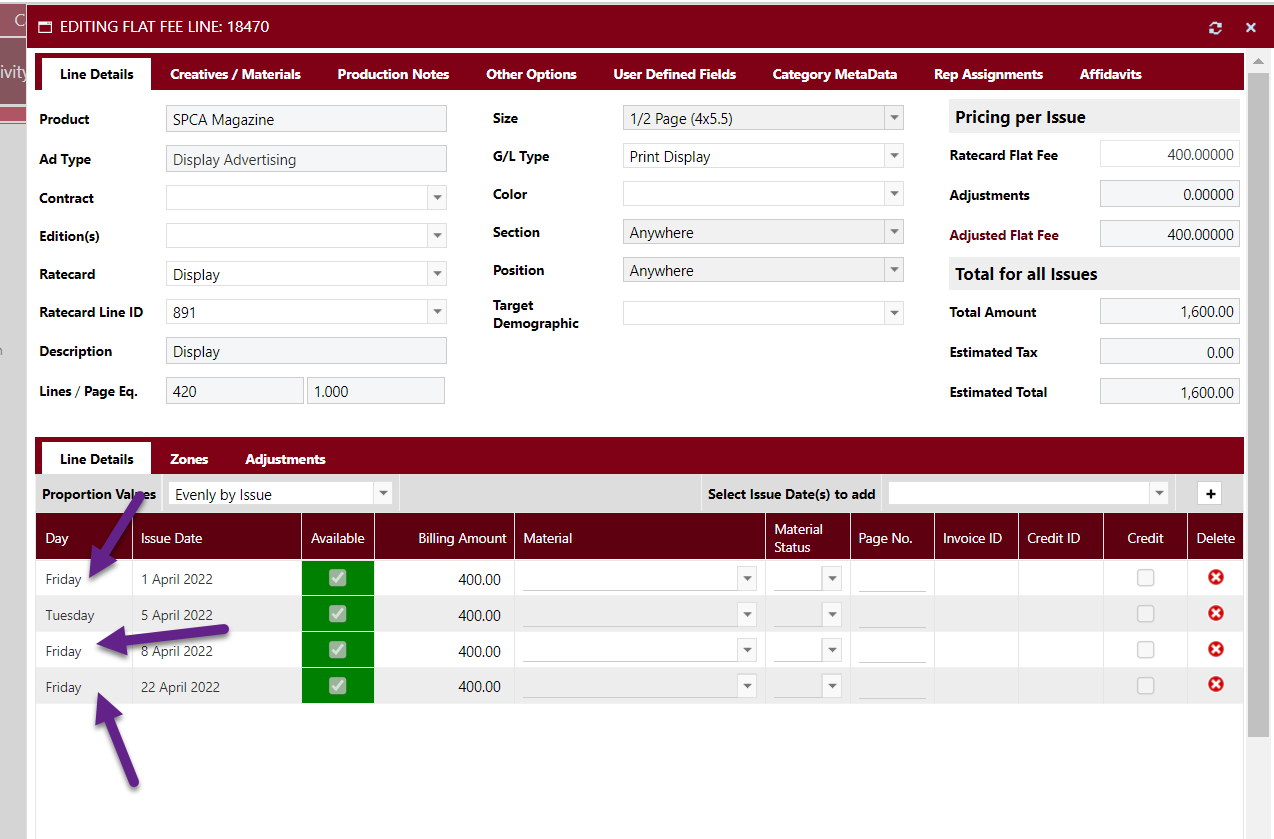 C
EDITING FLAT FEE LINE: 18470
ivity
Line Details Creatives / Materials Production Notes Other Options User Defined Fields Category MetaData Rep Assignments Affidavits
Product SPCA Magazine
Ad Type Display Advertising
Contract
Edition(s)
Ratecard Display
Ratecard Line ID 891
Description Display
Lines / Page Eq. 420 1.000
Size 1/2 Page (4x5.5)
G/L Type Print Display
Color
Section Anywhere
Position Anywhere
Target
Demographic
Pricing per Issue
Ratecard Flat Fee 400.00000
Adjustments 0.00000
Adjusted Flat Fee 400.00000
Total for all Issues
Total Amount 1,600.00
Estimated Tax 0.00
Estimated Total 1,600.00
Line Details Zones Adjustments
Proportion Values Evenly by Issue Select Issue Date(s) to add +
Day Issue Date Available Billing Amount Material Material Status Page No. Invoice ID Credit ID Credit Delete
Friday 1 April 2022 400.00
Tuesday 5 April 2022 400.00
Friday 8 April 2022 400.00
Friday 22 April 2022 400.00